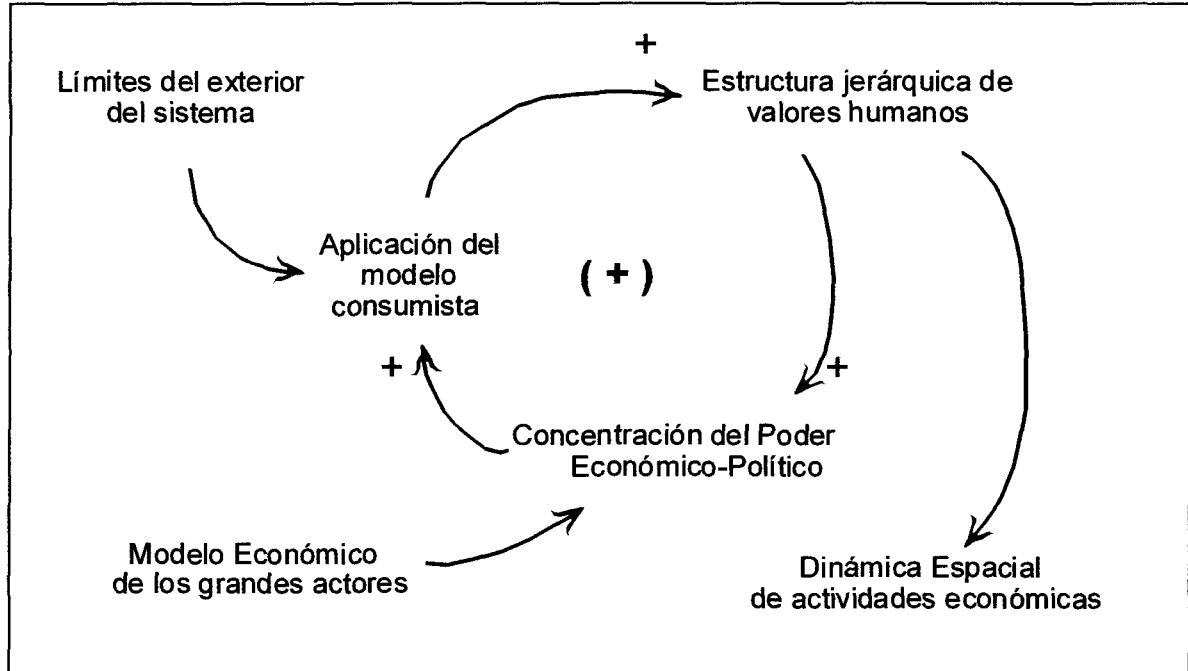 +
Límites del exterior
del sistema
Estructura jerárquica de
valores humanos
Aplicación del
modelo
consumista
( + )
+
+
Concentración del Poder
Económico-Político
Modelo Económico
de los grandes actores
Dinámica Espacial
de actividades económicas